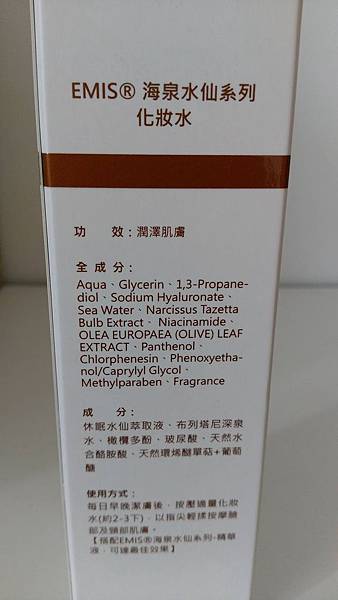 EMIS® 海泉水仙系列
化妝水
功 效：潤澤肌膚
全成分：
Aqua、Glycerin、1,3-Propane-
diol、Sodium Hyaluronate、
Sea Water、Narcissus Tazetta
Bulb Extract、Niacinamide、
OLEA EUROPAEA (OLIVE) LEAF
EXTRACT、Panthenol、
Chlorphenesin、Phenoxyetha-
nol/Caprylyl Glycol、
Methylparaben、Fragrance
成 分：
休眠水仙萃取液、布列塔尼深泉
水、橄欖多酚、玻尿酸、天然水
合酪胺酸、天然環烯醚單萜+葡萄
醣
使用方式：
每日早晚潔膚後，按壓適量化妝
水(約2-3下)，以指尖輕揉按摩臉
部及頸部肌膚。
【搭配EMIS®海泉水仙系列-精華
液，可達最佳效果】